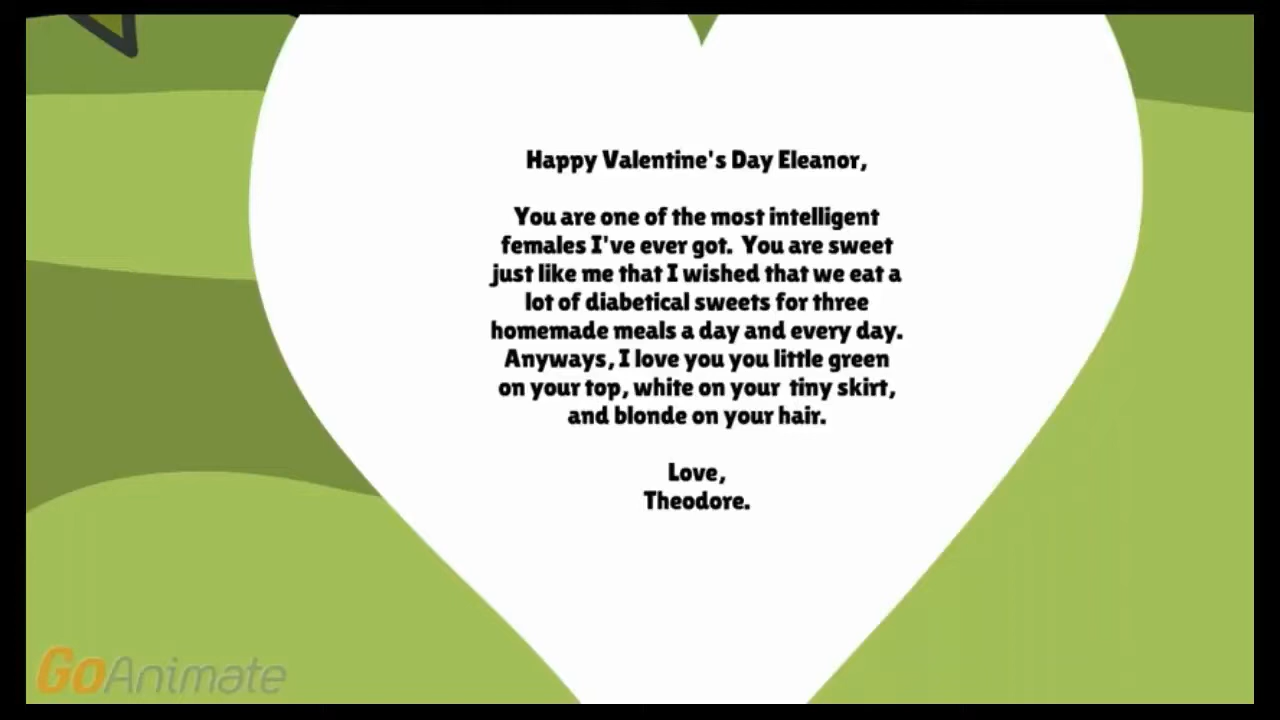 Happy Valentine's Day Eleanor,
You are one of the most intelligent
females I've ever got.  You are sweet
just like me that I wished that we eat a
lot of diabetical sweets for three
homemade meals a day and every day.
Anyways, I love you you little green
on your top, white on your  tiny skirt,
and blonde on your hair.
Love,
Theodore.
GoAnimate